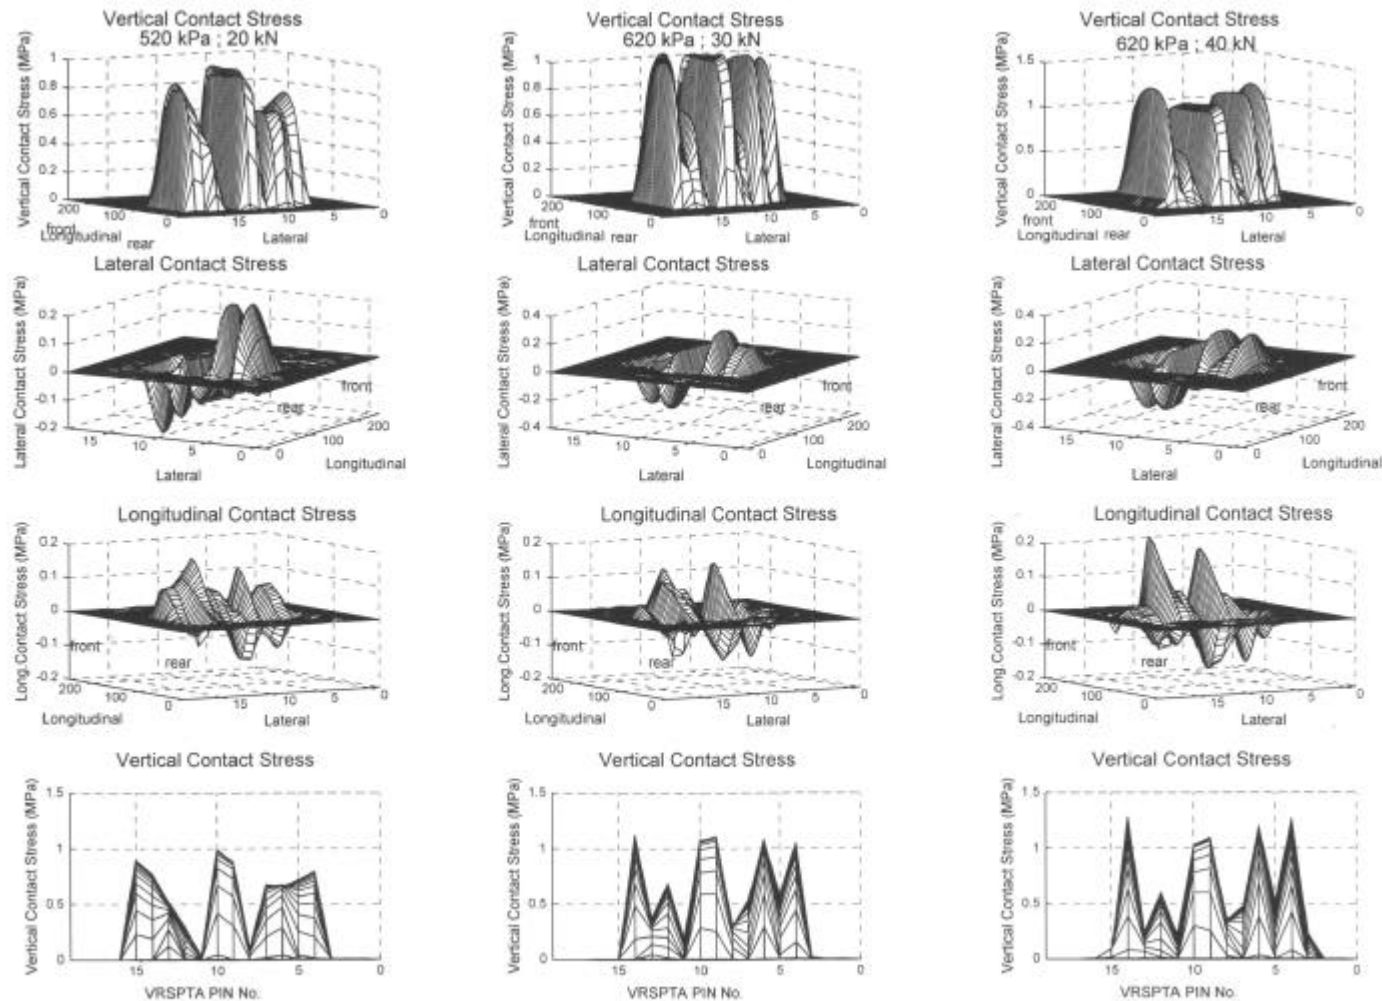 Vertical Contact Stress
520 kPa ; 20 kN
Vertical Contact Stress (MPa)
1
0.8
0.6
0.4
0.2
0
200
100
0
15
10
5
0
front
Longitudinal
rear
Lateral
Vertical Contact Stress
620 kPa ; 30 kN
Vertical Contact Stress (MPa)
1
0.8
0.6
0.4
0.2
0
200
100
0
15
10
5
0
front
Longitudinal rear
Lateral
Vertical Contact Stress
620 kPa ; 40 kN
Vertical Contact Stress (MPa)
1.5
1
0.5
0
200
100
0
15
10
5
0
front
Longitudinal rear
Lateral
Lateral Contact Stress
Lateral Contact Stress (MPa)
0.2
0.1
0
-0.1
-0.2
15
10
5
0
0
100
200
front
rear
Lateral
Longitudinal
Lateral Contact Stress
Lateral Contact Stress (MPa)
0.4
0.2
0
-0.2
-0.4
15
10
5
0
0
100
200
front
rear
Lateral
Longitudinal
Lateral Contact Stress
Lateral Contact Stress (MPa)
0.4
0.2
0
-0.2
-0.4
15
10
5
0
0
100
200
front
rear
Lateral
Longitudinal
Longitudinal Contact Stress
Long.Contact Stress (MPa)
0.2
0.1
0
-0.1
-0.2
front
rear
200
100
0
15
10
5
0
Longitudinal
Lateral
Longitudinal Contact Stress
Long.Contact Stress (MPa)
0.2
0.1
0
-0.1
-0.2
front
rear
200
100
0
15
10
5
0
Longitudinal
Lateral
Longitudinal Contact Stress
Long.Contact Stress (MPa)
0.2
0.1
0
-0.1
-0.2
front
rear
200
100
0
15
10
5
0
Longitudinal
Lateral
Vertical Contact Stress
Vertical Contact Stress (MPa)
1.5
1
0.5
0
15
10
5
0
VRSPTA PIN No.
Vertical Contact Stress
Vertical Contact Stress (MPa)
1.5
1
0.5
0
15
10
5
0
VRSPTA PIN No.
Vertical Contact Stress
Vertical Contact Stress (MPa)
1.5
1
0.5
0
15
10
5
0
VRSPTA PIN No.